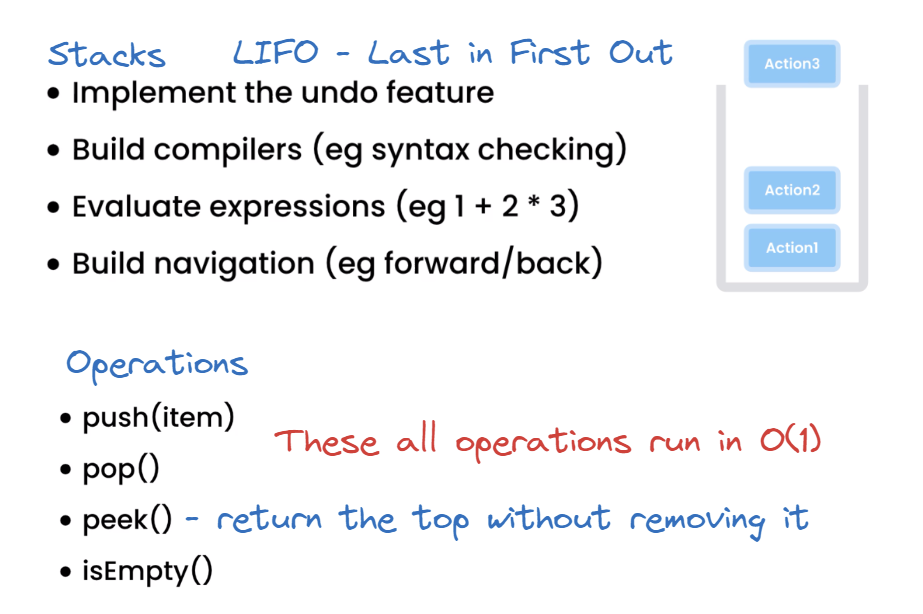 Stacks LIFO - Last in First Out
• Implement the undo feature
• Build compilers (eg syntax checking)
• Evaluate expressions (eg 1 + 2 * 3)
• Build navigation (eg forward/back)
Action3
Action2
Action1
Operations
• push(item)
These all operations run in O(1)
• pop()
• peek() - return the top without removing it
• isEmpty()